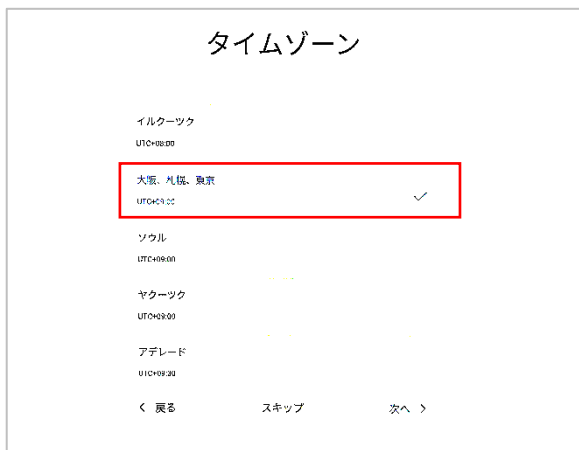 タイムゾーン
イルクーツク
UTC+08:00
大阪、札幌、東京
UTC+09:00
ソウル
UTC+09:00
ヤクーツク
UTC+09:00
アデレード
UTC+09:30
戻る
スキップ
次へ